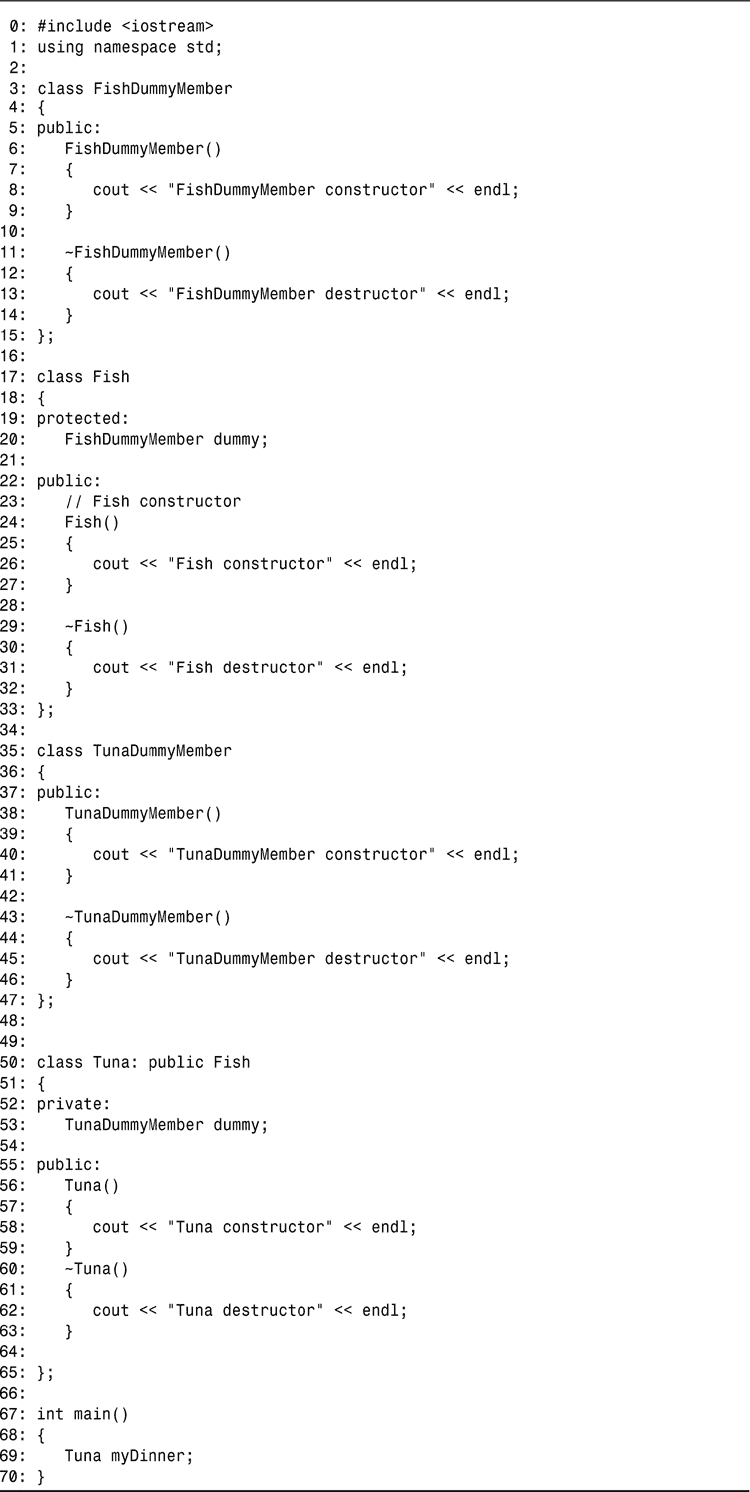 0: #include <iostream>
1: using namespace std;
2:
3: class FishDummyMember
4: {
5: public:
6:    FishDummyMember()
7:    {
8:       cout << "FishDummyMember constructor" << endl;
9:    }
10:
11:    ~FishDummyMember()
12:    {
13:       cout << "FishDummyMember destructor" << endl;
14:    }
15: };
16:
17: class Fish
18: {
19: protected:
20:    FishDummyMember dummy;
21:
22: public:
23:    // Fish constructor
24:    Fish()
25:    {
26:       cout << "Fish constructor" << endl;
27:    }
28:
29:    ~Fish()
30:    {
31:       cout << "Fish destructor" << endl;
32:    }
33: };
34:
35: class TunaDummyMember
36: {
37: public:
38:    TunaDummyMember()
39:    {
40:       cout << "TunaDummyMember constructor" << endl;
41:    }
42:
43:    ~TunaDummyMember()
44:    {
45:       cout << "TunaDummyMember destructor" << endl;
46:    }
47: };
48:
49:
50: class Tuna: public Fish
51: {
52: private:
53:    TunaDummyMember dummy;
54:
55: public:
56:    Tuna()
57:    {
58:       cout << "Tuna constructor" << endl;
59:    }
60:    ~Tuna()
61:    {
62:       cout << "Tuna destructor" << endl;
63:    }
64:
65: };
66:
67: int main()
68: {
69:    Tuna myDinner;
70: }